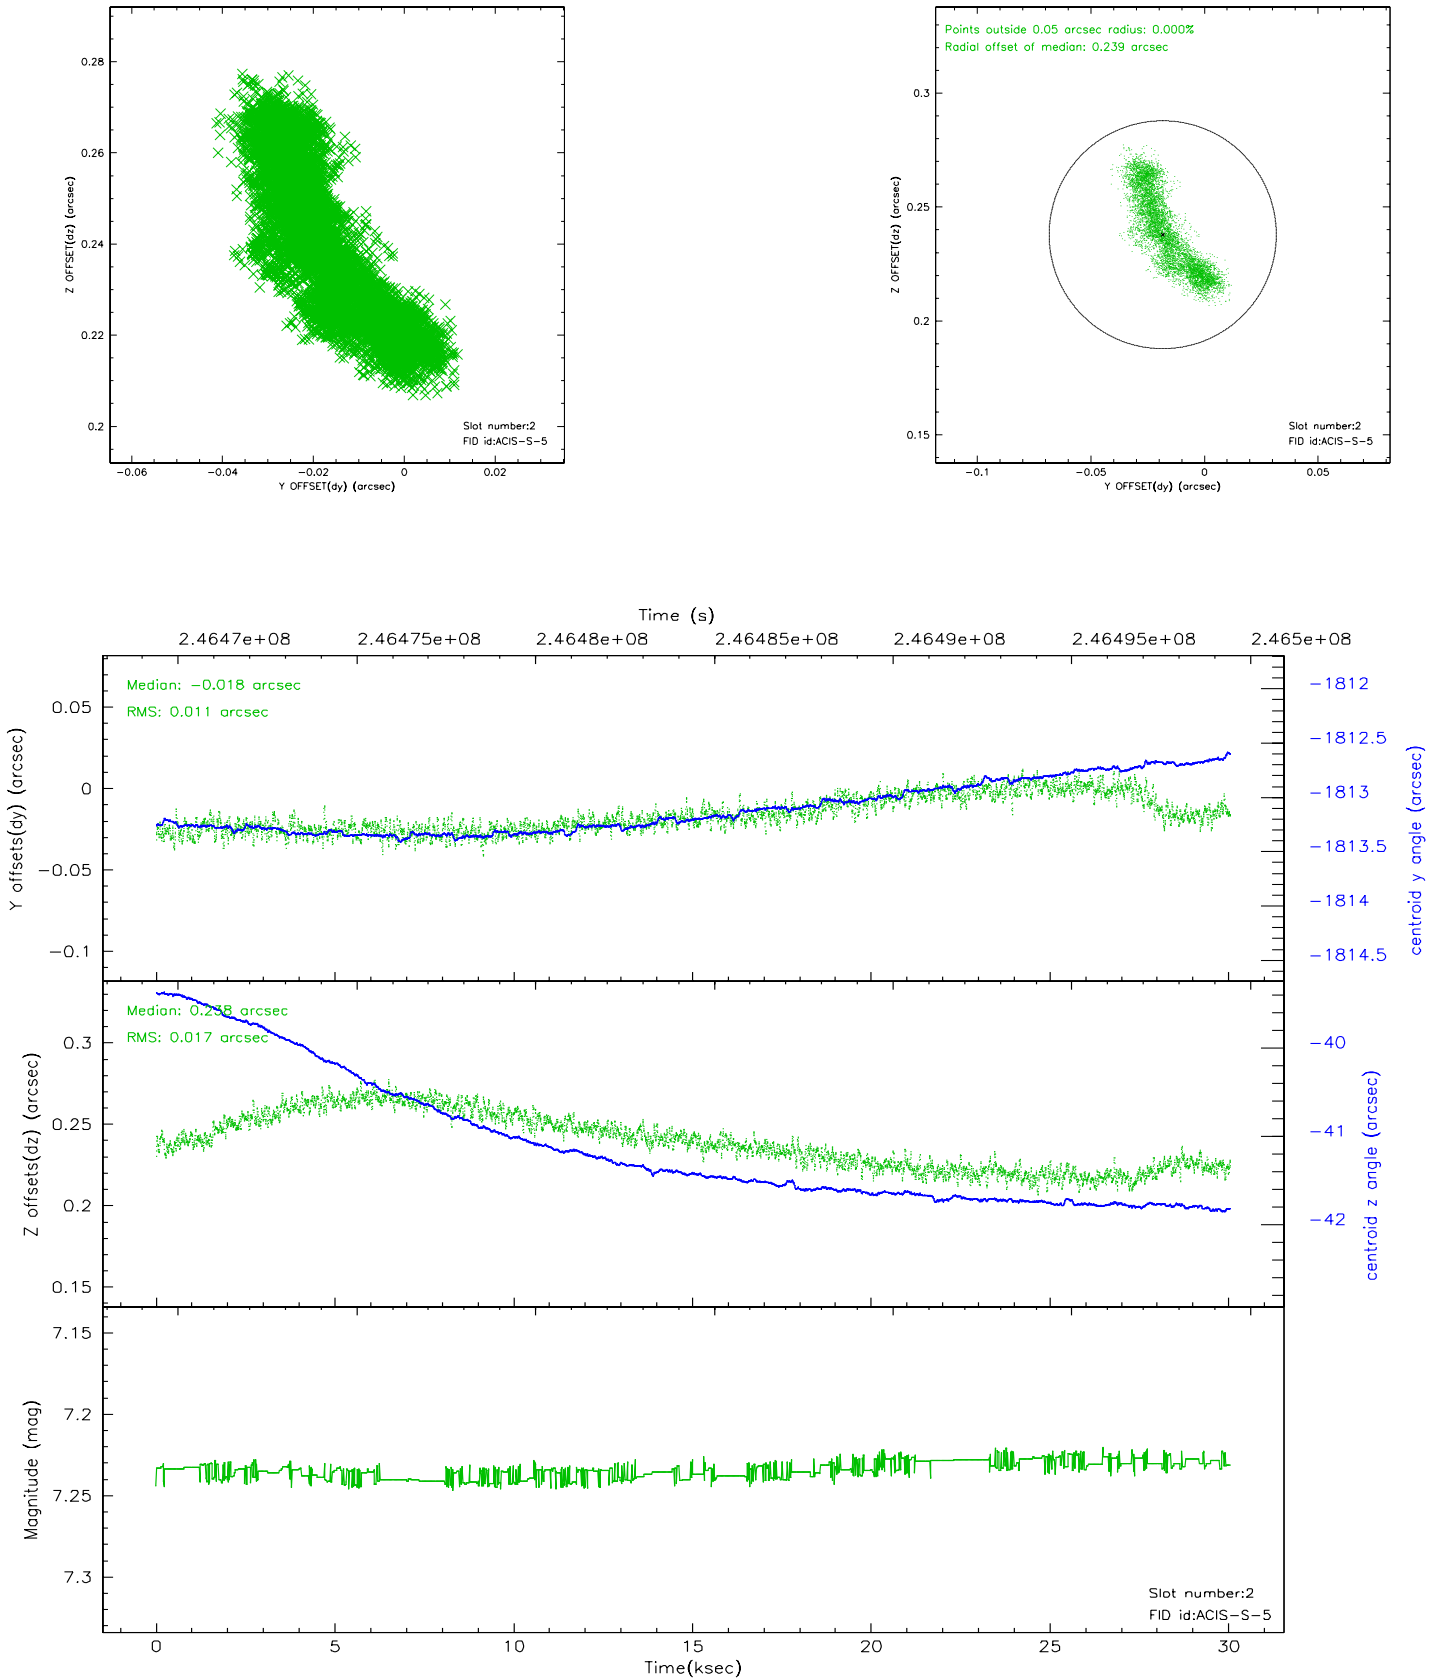 0.28
0.26
0.24
0.22
0.2
Z OFFSET(dz) (arcsec)
Slot number:2
FID id:ACIS-S-5
-0.06
-0.04
-0.02
0
0.02
Y OFFSET(dy) (arcsec)
Points outside 0.05 arcsec radius: 0.000%
Radial offset of median: 0.239 arcsec
0.3
0.25
0.2
0.15
Z OFFSET(dz) (arcsec)
Slot number:2
FID id:ACIS-S-5
-0.1
-0.05
0
0.05
Y OFFSET(dy) (arcsec)
Time (s)
2.4647e+08
2.46475e+08
2.4648e+08
2.46485e+08
2.4649e+08
2.46495e+08
2.465e+08
Median: -0.018 arcsec
RMS: 0.011 arcsec
0.05
0
-0.05
-0.1
Y offsets(dy) (arcsec)
-1812
-1812.5
-1813
-1813.5
-1814
-1814.5
centroid y angle (arcsec)
Median: 0.238 arcsec
RMS: 0.017 arcsec
0.3
0.25
0.2
0.15
Z offsets(dz) (arcsec)
-40
-41
-42
centroid z angle (arcsec)
7.15
7.2
7.25
7.3
Magnitude (mag)
Slot number:2
FID id:ACIS-S-5
0
5
10
15
20
25
30
Time(ksec)